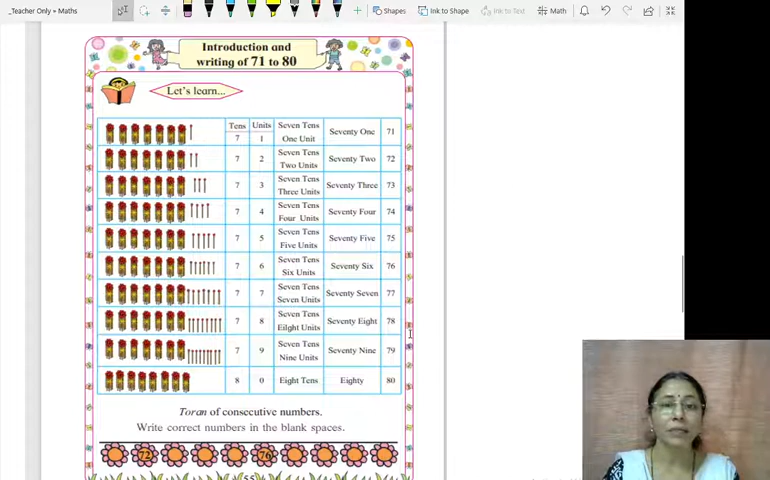 _Teacher Only » Maths
Shapes
Ink to Shape
Ink to Text
Math
Introduction and
writing of 71 to 80
Let's learn...
Tens Units
7 1 Seven Tens One Unit Seventy One 71
7 2 Seven Tens Two Units Seventy Two 72
7 3 Seven Tens Three Units Seventy Three 73
7 4 Seven Tens Four Units Seventy Four 74
7 5 Seven Tens Five Units Seventy Five 75
7 6 Seven Tens Six Units Seventy Six 76
7 7 Seven Tens Seven Units Seventy Seven 77
7 8 Seven Tens Eilght Units Seventy Eight 78
7 9 Seven Tens Nine Units Seventy Nine 79
8 0 Eight Tens Eighty 80
Toran of consecutive numbers.
Write correct numbers in the blank spaces.
72 76
55